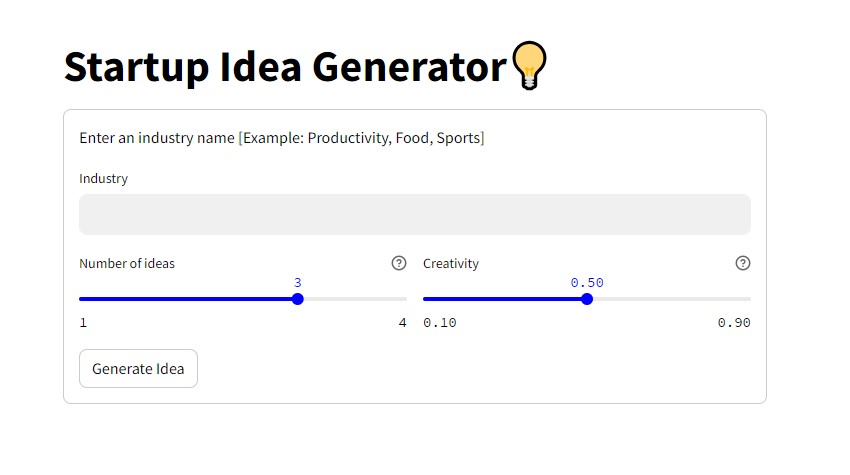 Startup Idea Generator💡
Enter an industry name [Example: Productivity, Food, Sports]
Industry
Number of ideas ? Creativity ?
3 0.50
1 4 0.10 0.90
Generate Idea